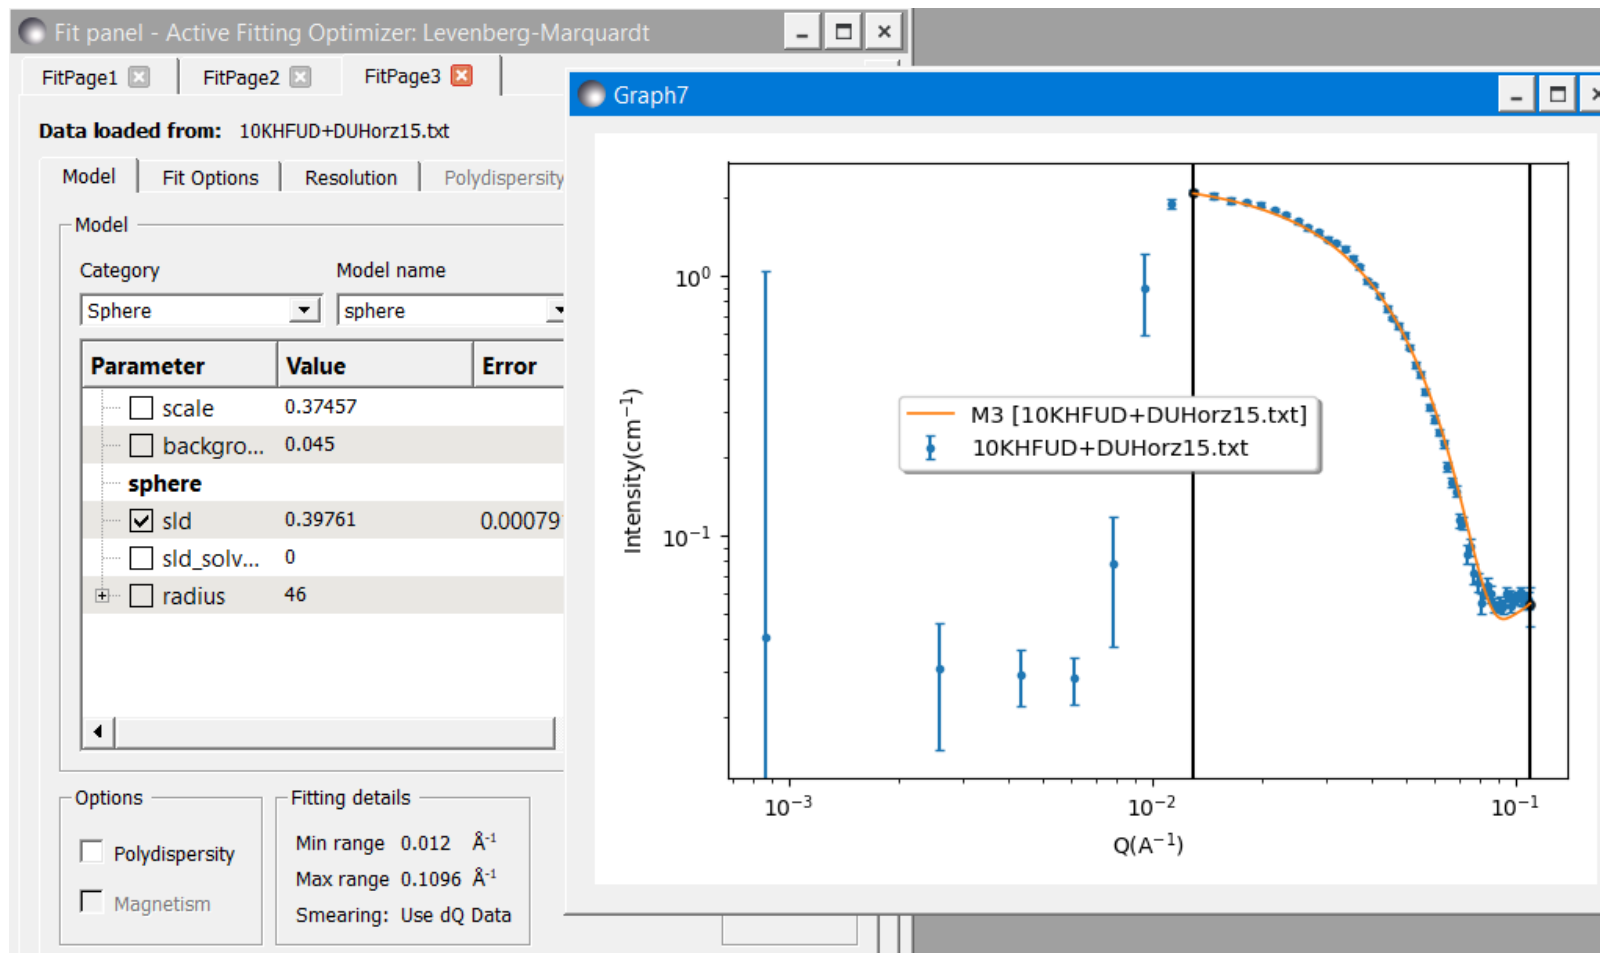 Fit panel - Active Fitting Optimizer: Levenberg-Marquardt
FitPage1 FitPage2 FitPage3
Data loaded from: 10KHFUD+DUHorz15.txt
Model Fit Options Resolution Polydispersity
Model
Category Model name
Sphere sphere
Parameter Value Error
scale 0.37457
backgro... 0.045
sphere
sld 0.39761 0.00079
sld_solv... 0
radius 46
Options
Polydispersity
Magnetism
Fitting details
Min range 0.012 Å-1
Max range 0.1096 Å-1
Smearing: Use dQ Data
Graph7
10^0
10^-1
Intensity(cm^-1)
M3 [10KHFUD+DUHorz15.txt]
10KHFUD+DUHorz15.txt
10^-3 10^-2 10^-1
Q(A^-1)